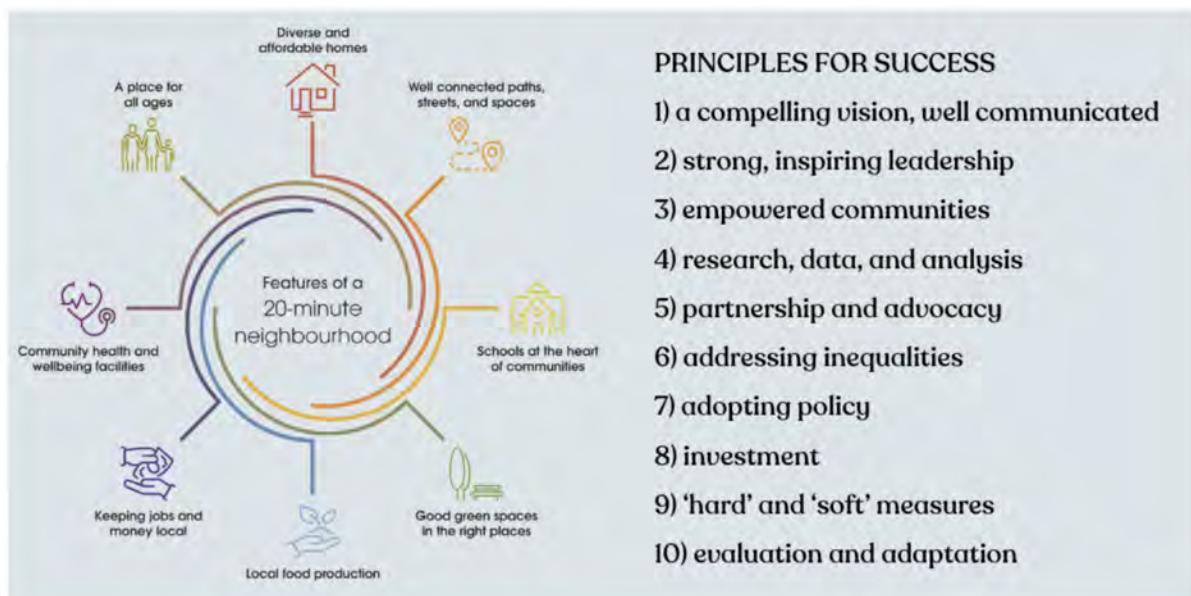 Diverse and
affordable homes
A place for
all ages
Well connected paths,
streets, and spaces
Features of a
20-minute
neighbourhood
Community health and
wellbeing facilities
Schools at the heart
of communities
Keeping jobs and
money local
Good green spaces
in the right places
Local food production
PRINCIPLES FOR SUCCESS
1) a compelling vision, well communicated
2) strong, inspiring leadership
3) empowered communities
4) research, data, and analysis
5) partnership and advocacy
6) addressing inequalities
7) adopting policy
8) investment
9) ‘hard’ and ‘soft’ measures
10) evaluation and adaptation